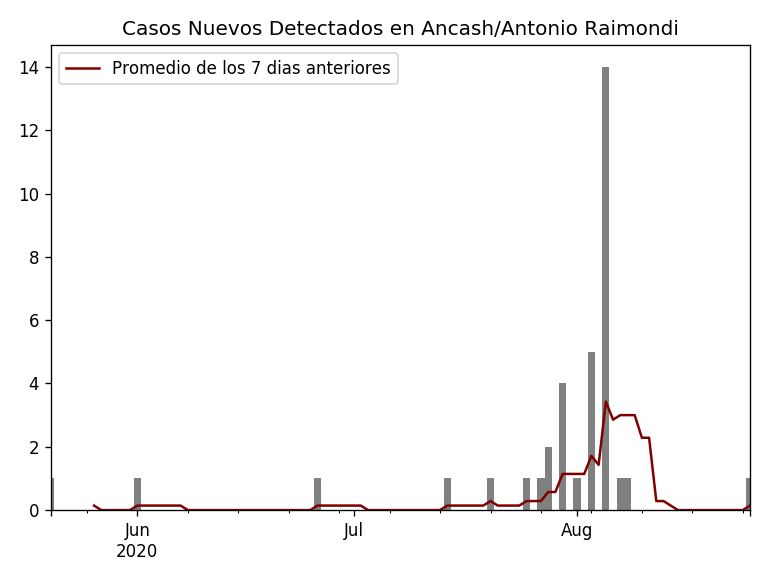 Casos Nuevos Detectados en Ancash/Antonio Raimondi
Promedio de los 7 dias anteriores
14
12
10
8
6
4
2
0
Jun
2020
Jul
Aug